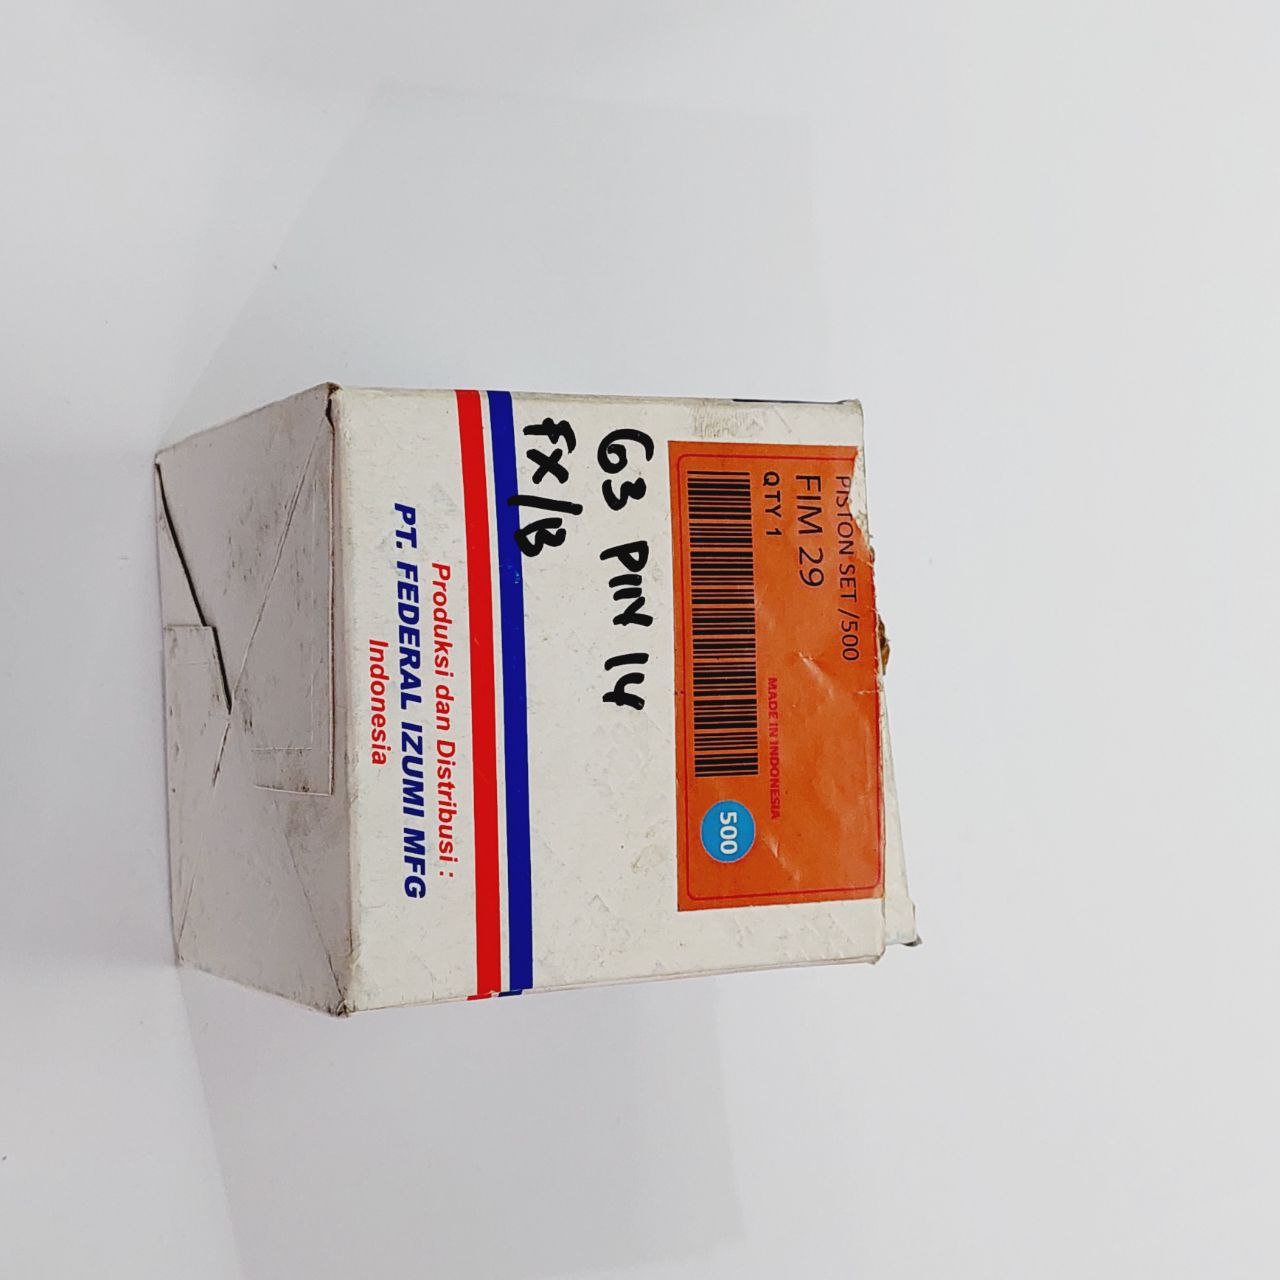 PISTON SET /500
FIM 29
QTY 1
MADE IN INDONESIA
500
63 PIN 14
FX/B
Produksi dan Distribusi :
PT. FEDERAL IZUMI MFG
Indonesia